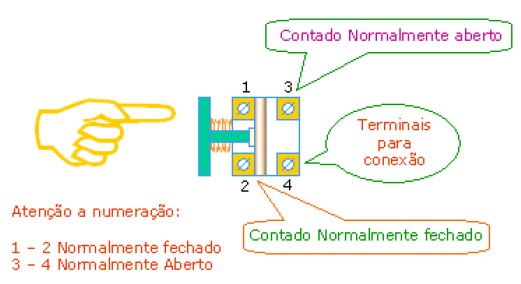 Contado Normalmente aberto
1 3
Terminais
para
conexão
2 4
Contado Normalmente fechado
Atenção a numeração:
1 – 2 Normalmente fechado
3 – 4 Normalmente Aberto